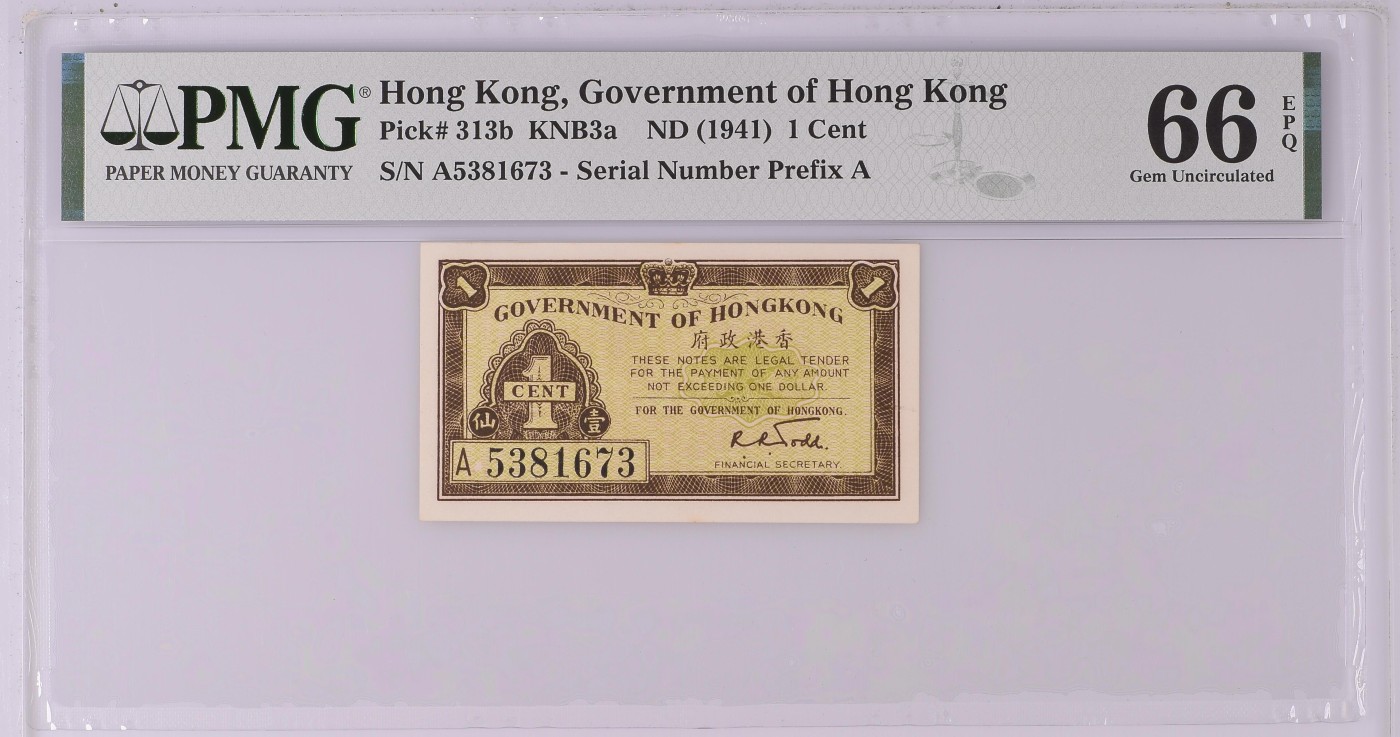 PMG®
PAPER MONEY GUARANTY
Hong Kong, Government of Hong Kong
Pick# 313b KNB3a ND (1941) 1 Cent
S/N A5381673 - Serial Number Prefix A
66
EPQ
Gem Uncirculated
1
1
GOVERNMENT OF HONGKONG
府政港香
THESE NOTES ARE LEGAL TENDER
FOR THE PAYMENT OF ANY AMOUNT
NOT EXCEEDING ONE DOLLAR.
FOR THE GOVERNMENT OF HONGKONG.
R.R.Todd.
FINANCIAL SECRETARY.
1
CENT
仙 壹
A 5381673